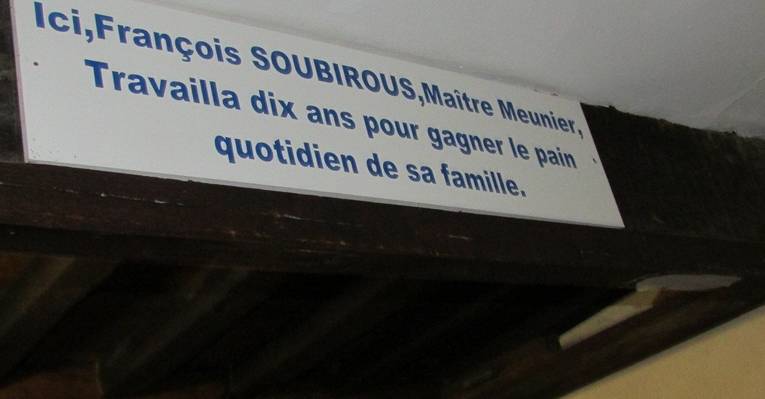 Ici,François SOUBIROUS,Maître Meunier,
Travailla dix ans pour gagner le pain
quotidien de sa famille.